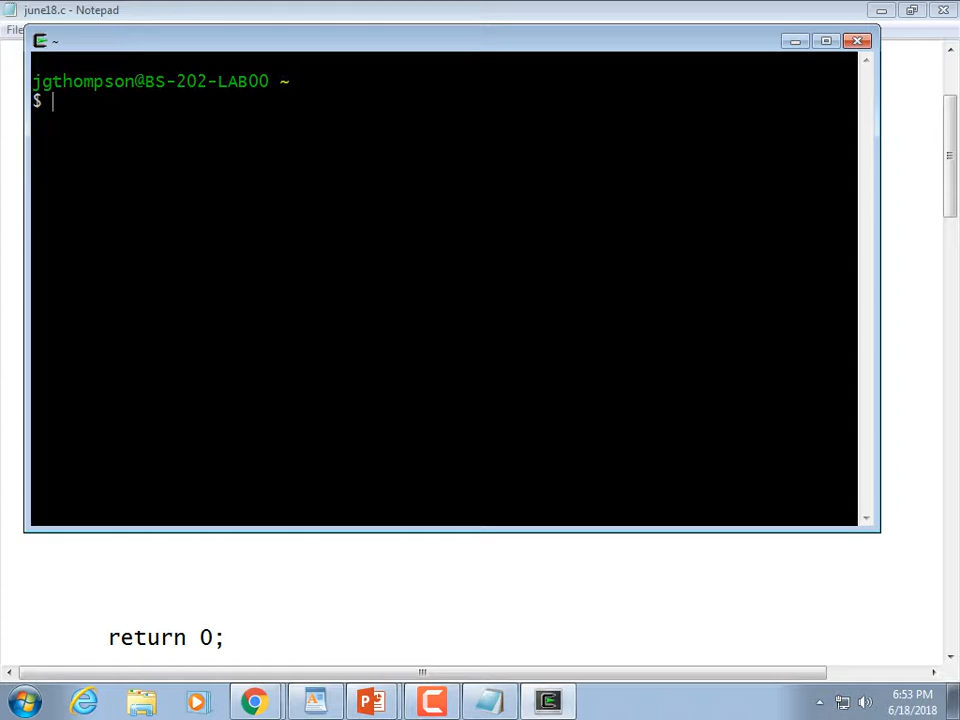 june18.c - Notepad
File
~
jgthompson@BS-202-LAB00 ~
$
return 0;
6:53 PM
6/18/2018